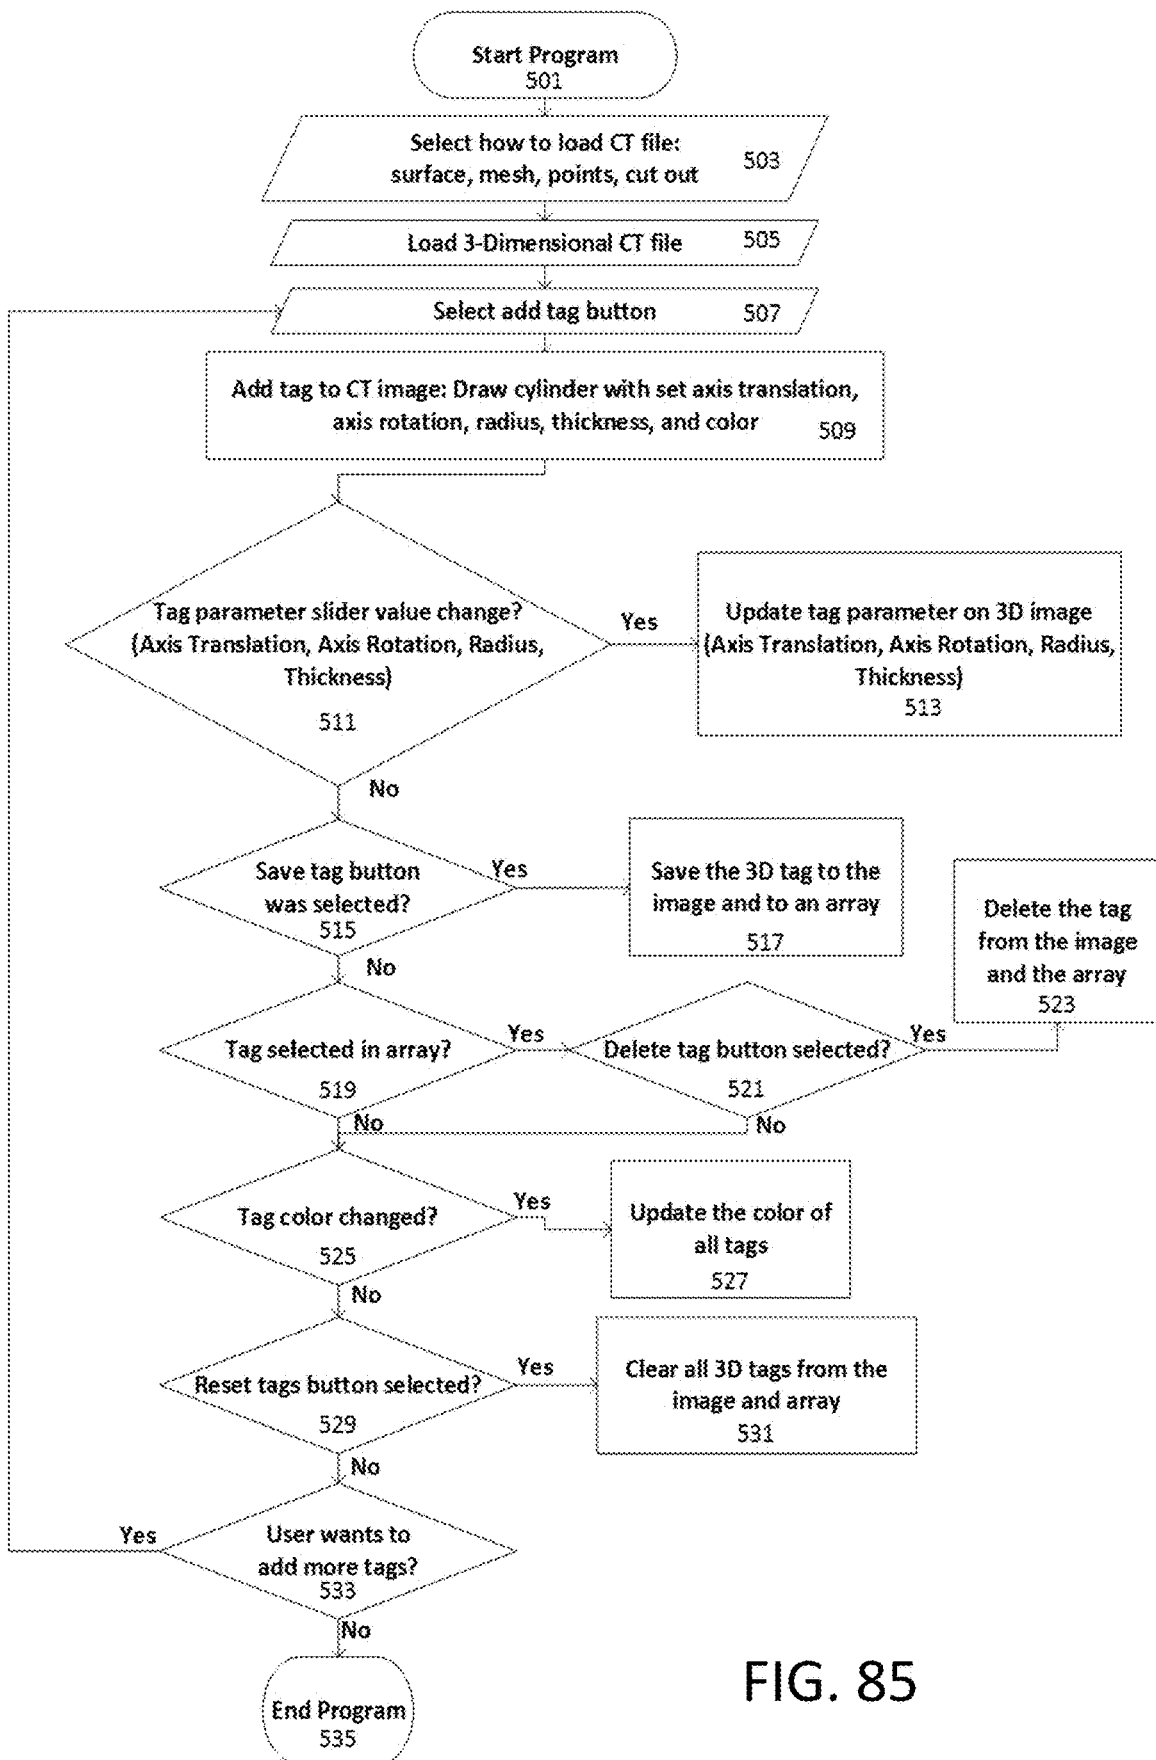 Start Program
501
Select how to load CT file:
surface, mesh, points, cut out
503
Load 3-Dimensional CT file
505
Select add tag button
507
Add tag to CT image: Draw cylinder with set axis translation,
axis rotation, radius, thickness, and color
509
Tag parameter slider value change?
(Axis Translation, Axis Rotation, Radius,
Thickness)
511
Yes
Update tag parameter on 3D image
(Axis Translation, Axis Rotation, Radius,
Thickness)
513
No
Save tag button
was selected?
515
Yes
Save the 3D tag to the
image and to an array
517
No
Tag selected in array?
519
Yes
Delete tag button selected?
521
Yes
Delete the tag
from the image
and the array
523
No
No
Tag color changed?
525
Yes
Update the color of
all tags
527
No
Reset tags button selected?
529
Yes
Clear all 3D tags from the
image and array
531
No
User wants to
add more tags?
533
Yes
No
End Program
535
FIG. 85